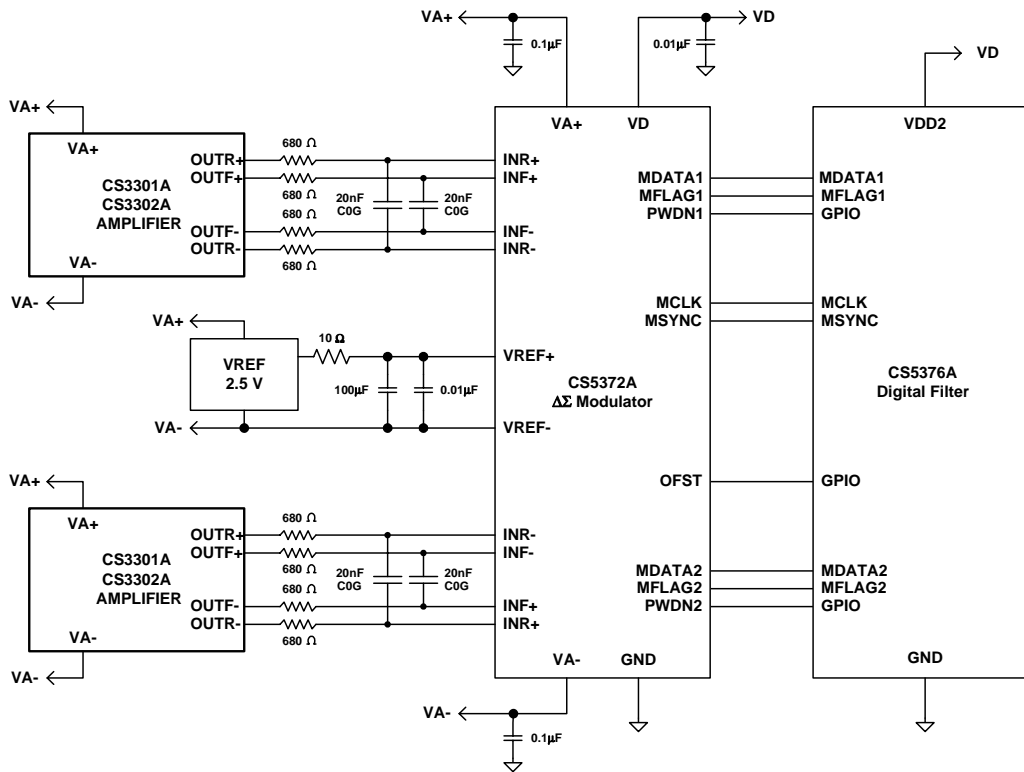 VA+
0.1µF
0.01µF
VD
VD
VA+
VA+
CS3301A
CS3302A
AMPLIFIER
VA-
VA-
OUTR+
OUTF+
OUTF-
OUTR-
680 Ω
680 Ω
680 Ω
680 Ω
20nF
C0G
20nF
C0G
VA+
VD
INR+
INF+
INF-
INR-
MDATA1
MFLAG1
PWDN1
VDD2
MDATA1
MFLAG1
GPIO
MCLK
MSYNC
MCLK
MSYNC
VA+
VREF
2.5 V
VA-
10 Ω
100µF
0.01µF
VREF+
VREF-
CS5372A
ΔΣ Modulator
CS5376A
Digital Filter
OFST
GPIO
VA+
VA+
CS3301A
CS3302A
AMPLIFIER
VA-
VA-
OUTR+
OUTF+
OUTF-
OUTR-
680 Ω
680 Ω
680 Ω
680 Ω
20nF
C0G
20nF
C0G
INR-
INF-
INF+
INR+
MDATA2
MFLAG2
PWDN2
MDATA2
MFLAG2
GPIO
VA-
GND
GND
VA-
0.1µF